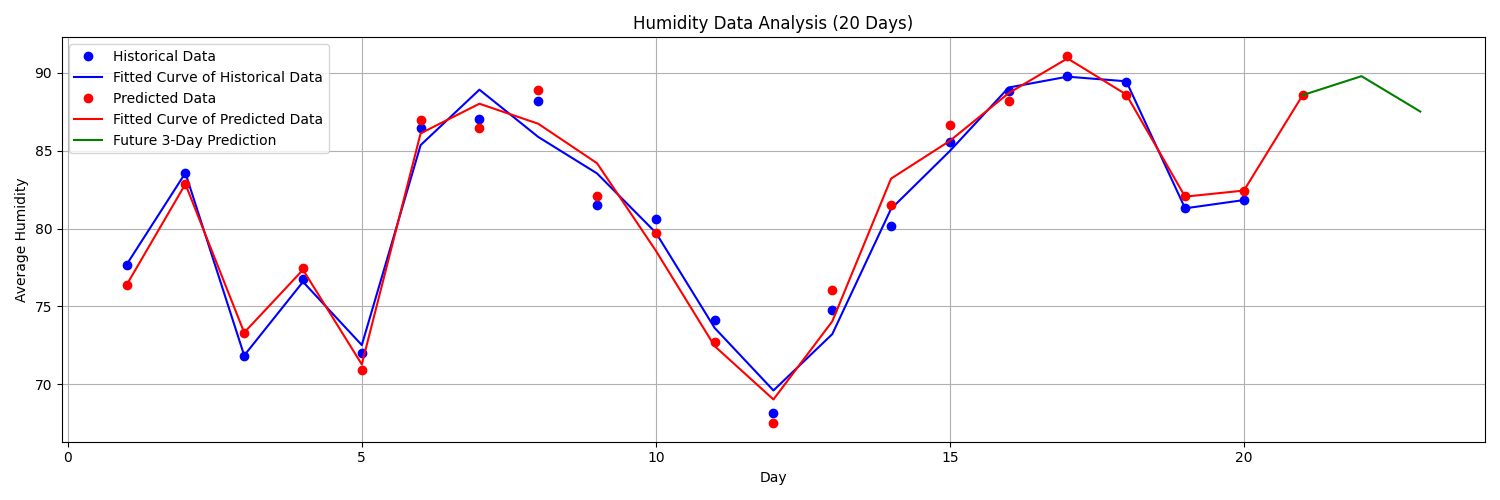 Humidity Data Analysis (20 Days)
Historical Data
Fitted Curve of Historical Data
Predicted Data
Fitted Curve of Predicted Data
Future 3-Day Prediction
Average Humidity
90
85
80
75
70
0 5 10 15 20
Day